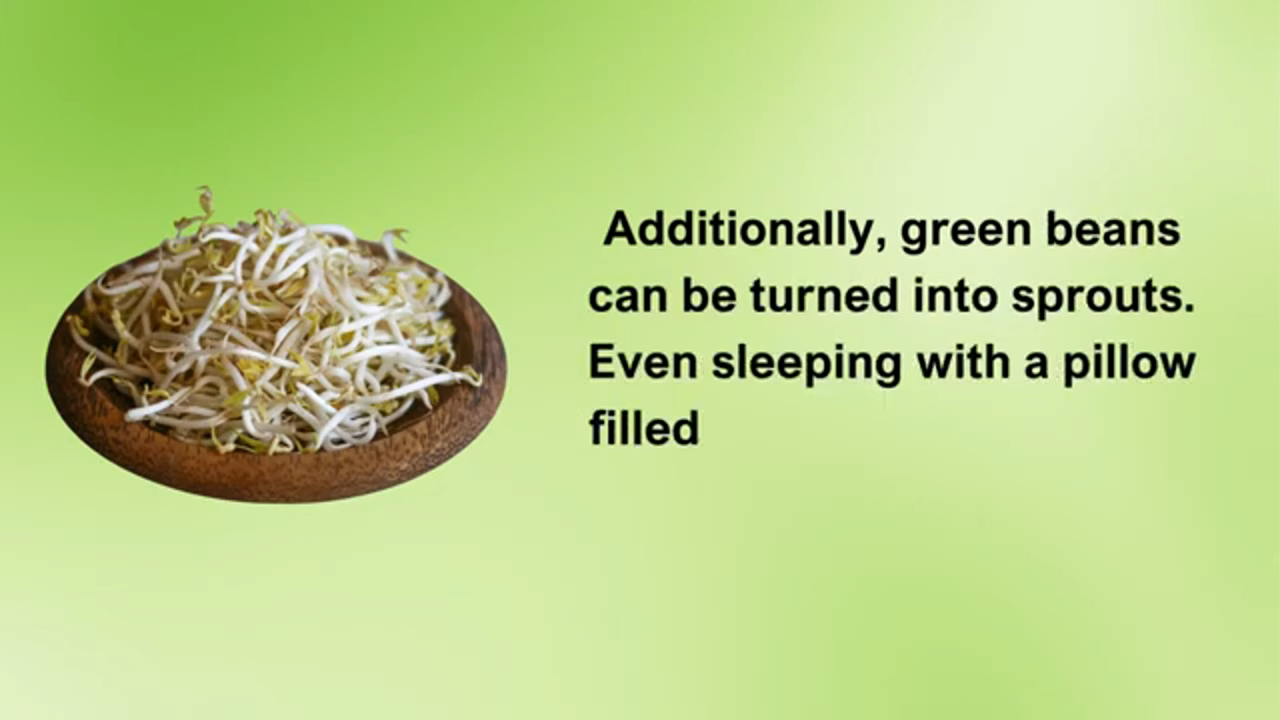 Additionally, green beans
can be turned into sprouts.
Even sleeping with a pillow
filled